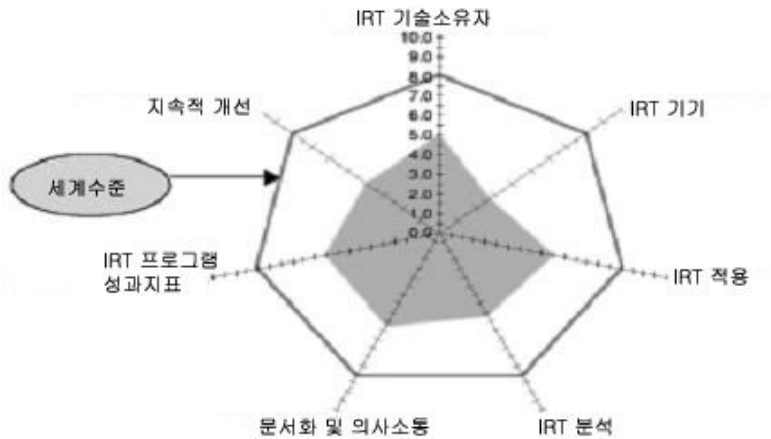 IRT 기술소유자
10.0
9.0
8.0
7.0
6.0
5.0
4.0
3.0
2.0
1.0
0.0
지속적 개선
IRT 기기
세계수준
IRT 프로그램
성과지표
IRT 적용
문서화 및 의사소통
IRT 분석